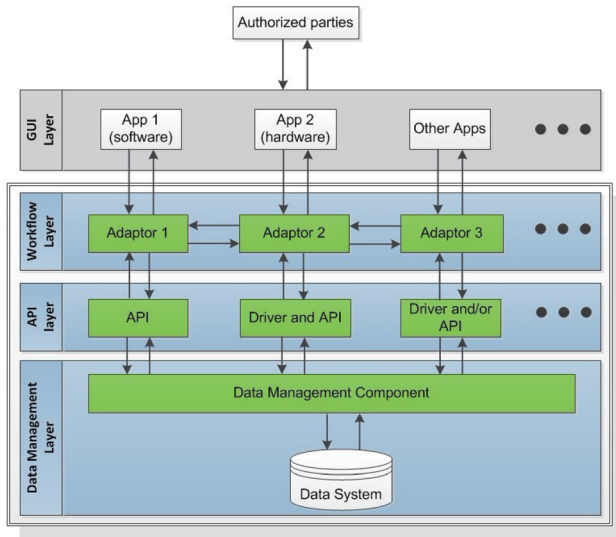 Authorized parties
GUI
Layer
App 1
(software)
App 2
(hardware)
Other Apps
Workflow
Layer
Adaptor 1
Adaptor 2
Adaptor 3
API
layer
API
Driver and API
Driver and/or
API
Data Management
Layer
Data Management Component
Data System